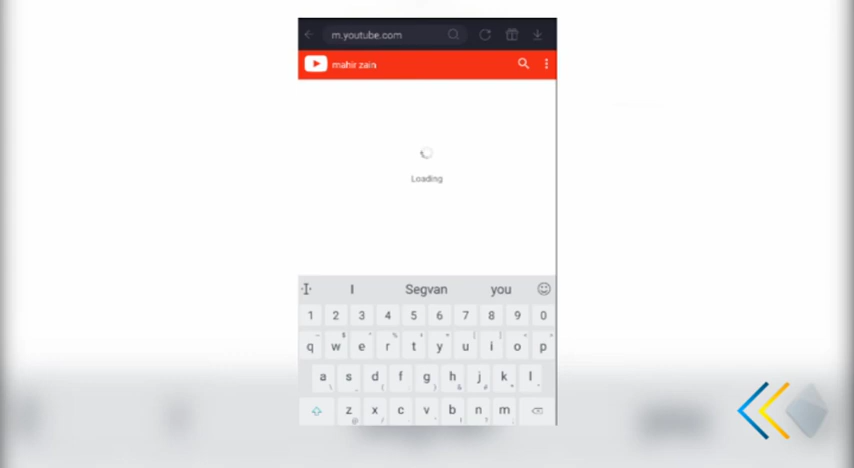 m.youtube.com
mahir zain
Loading
I Segvan you
1 2 3 4 5 6 7 8 9 0
q w e r t y u i o p
a s d f g h j k l
z x c v b n m